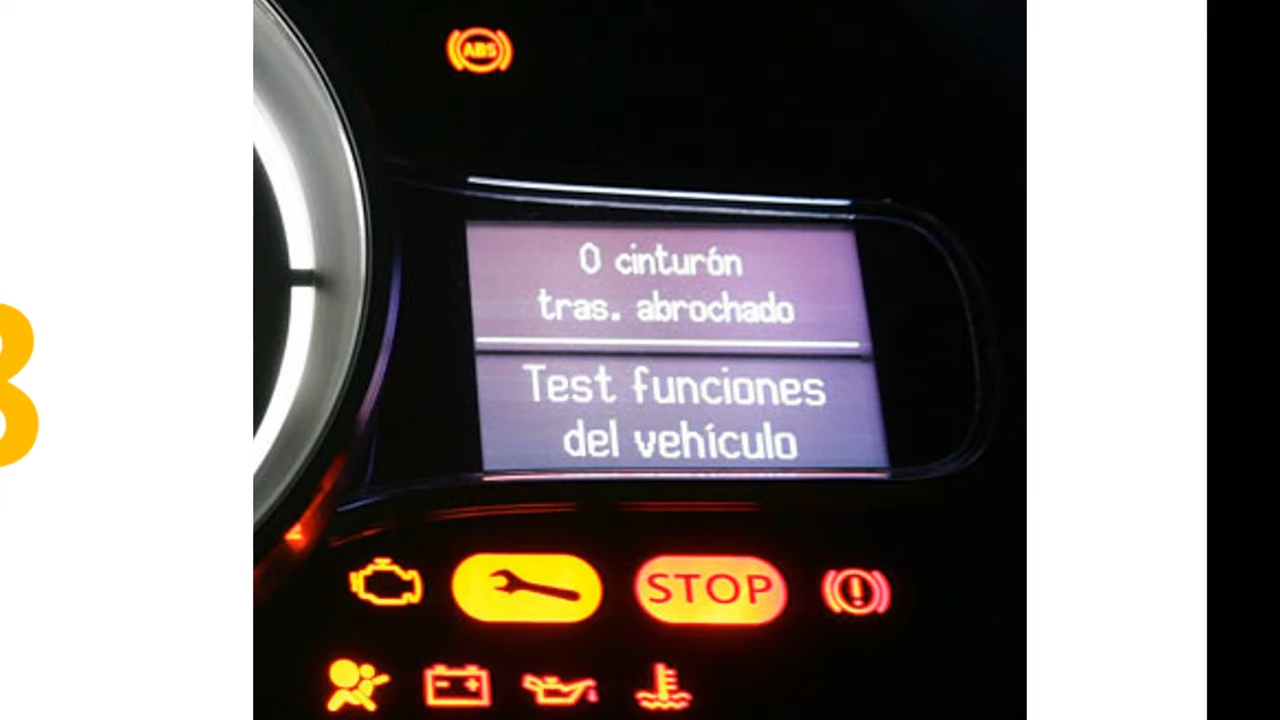 ABS
0 cinturón
tras. abrochado
Test funciones
del vehículo
STOP